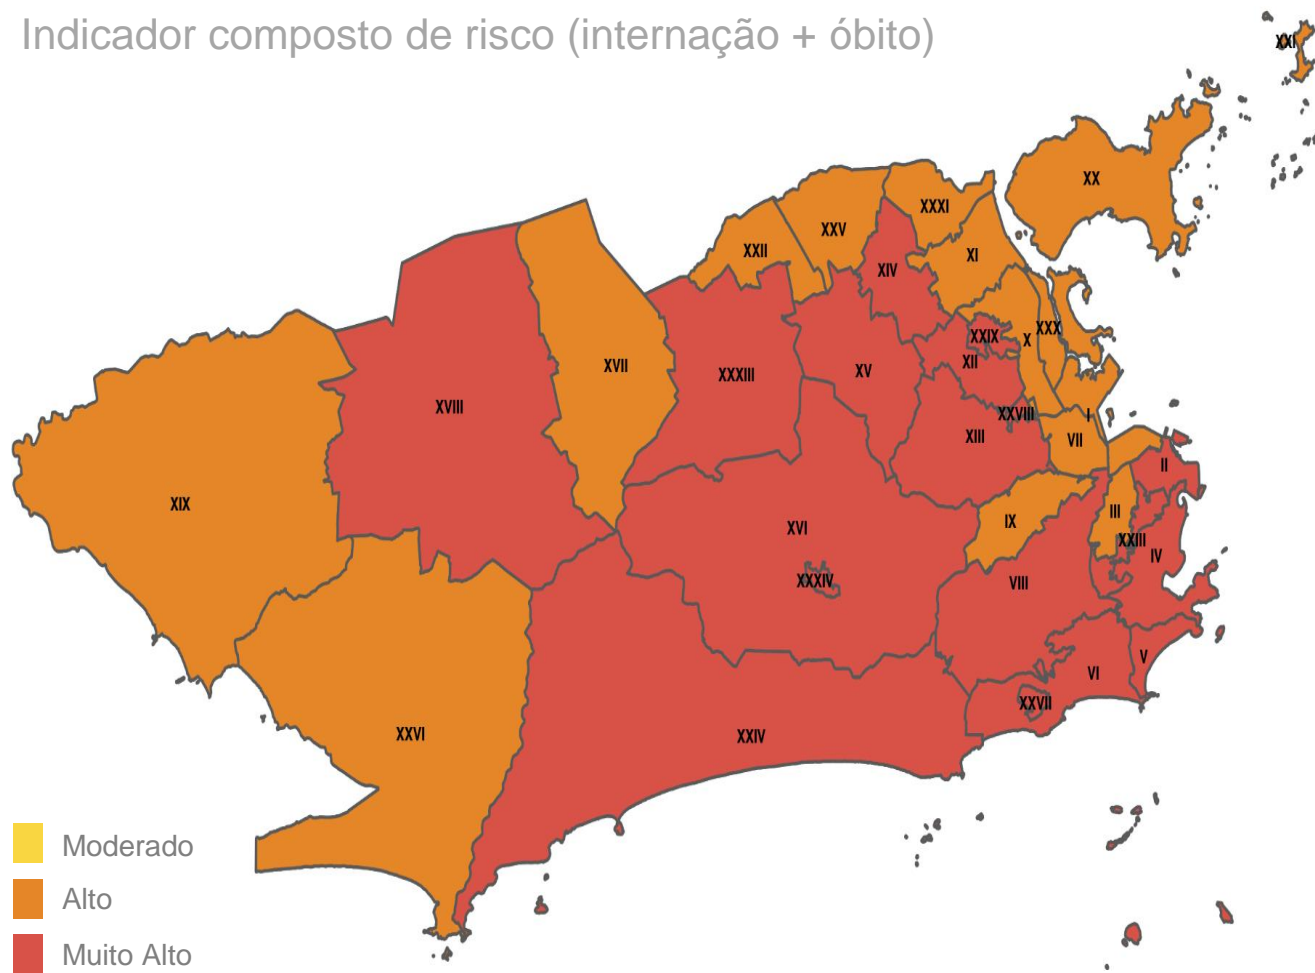 Indicador composto de risco (internação + óbito)
XXI
XX
XXXI
XXV
XXII
XI
XIV
XXX
XXIX
X
XII
XVII
XXXIII
XV
XVIII
XXVIII
I
XIII
VII
II
XIX
III
IX
XVI
XXIII
IV
XXXIV
VIII
V
VI
XXVII
XXVI
XXIV
Moderado
Alto
Muito Alto